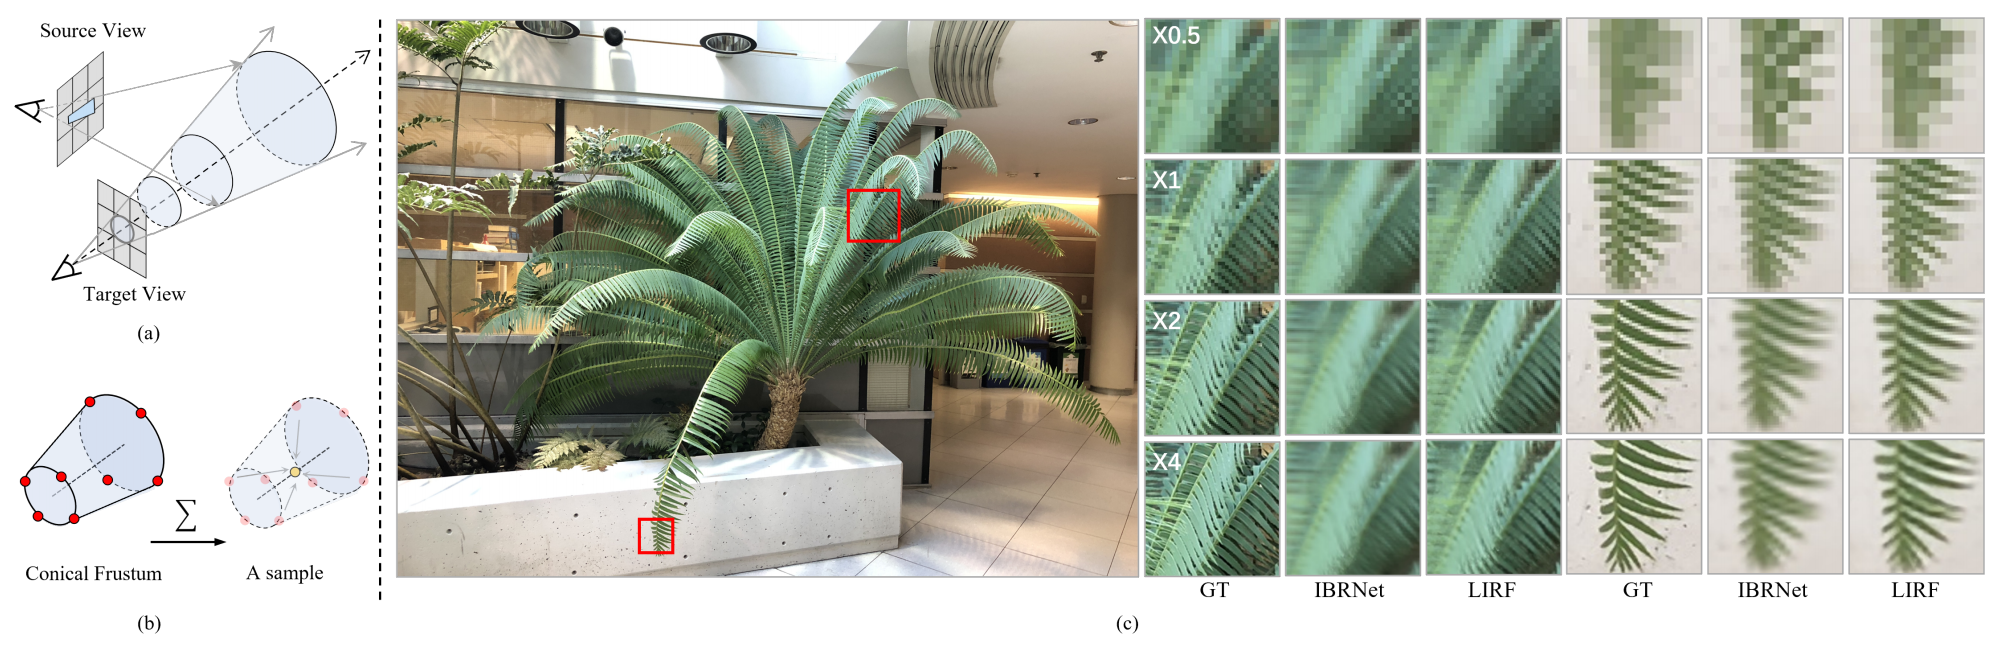 Source View
Target View
(a)
Σ
Conical Frustum
A sample
(b)
X0.5
X1
X2
X4
GT
IBRNet
LIRF
GT
IBRNet
LIRF
(c)